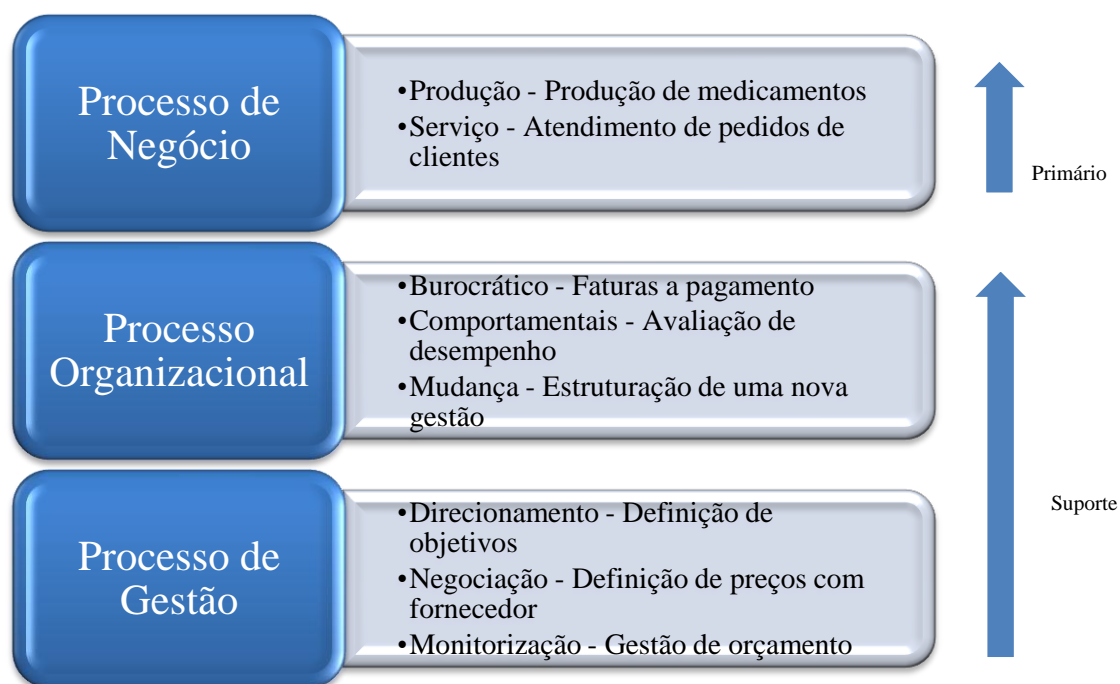 Processo de
Negócio
•Produção - Produção de medicamentos
•Serviço - Atendimento de pedidos de
clientes
Primário
Processo
Organizacional
•Burocrático - Faturas a pagamento
•Comportamentais - Avaliação de
desempenho
•Mudança - Estruturação de uma nova
gestão
Processo de
Gestão
•Direcionamento - Definição de
objetivos
•Negociação - Definição de preços com
fornecedor
•Monitorização - Gestão de orçamento
Suporte